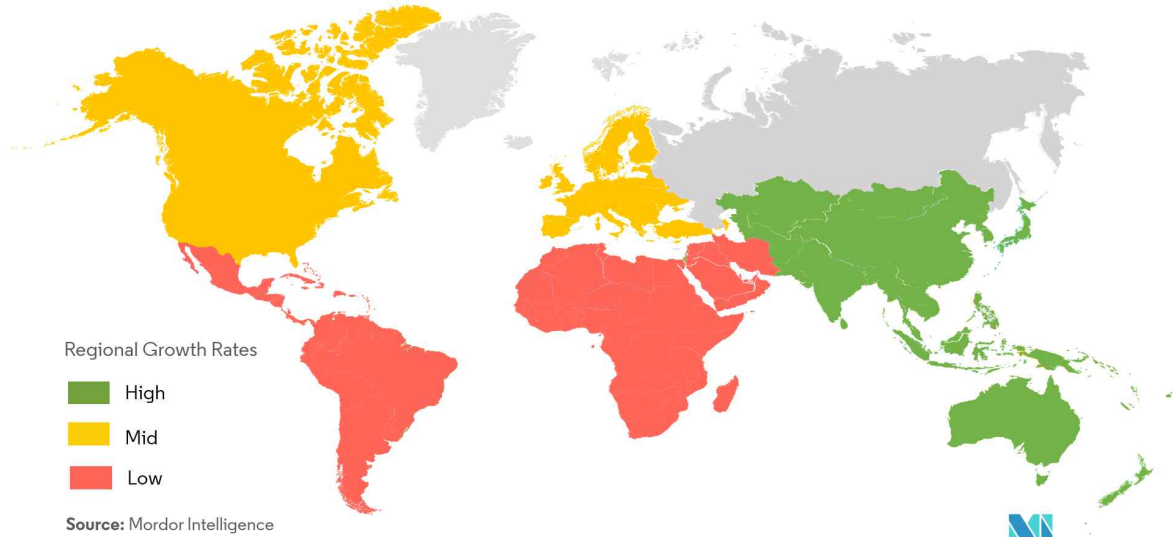 Regional Growth Rates
High
Mid
Low
Source: Mordor Intelligence